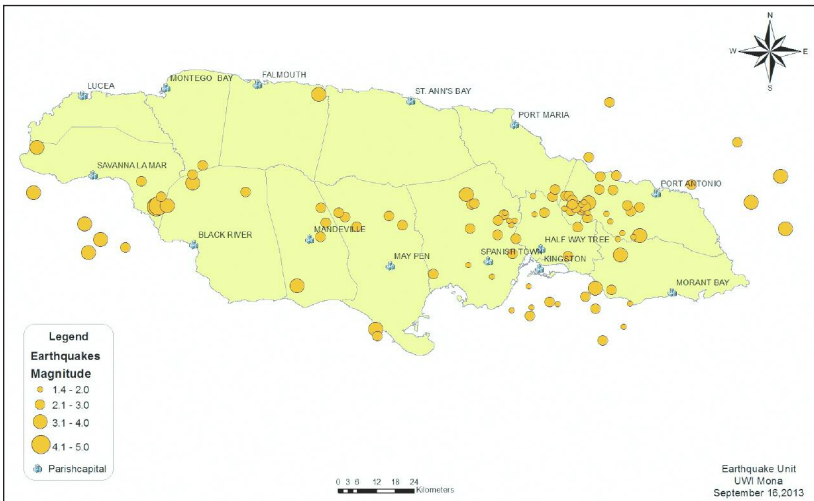 N
W E
S
LUCEA
MONTEGO BAY
FALMOUTH
ST. ANN'S BAY
PORT MARIA
SAVANNA LA MAR
PORT ANTONIO
BLACK RIVER
MANDEVILLE
MAY PEN
SPANISH TOWN
HALF WAY TREE
KINGSTON
MORANT BAY
Legend
Earthquakes
Magnitude
1.4 - 2.0
2.1 - 3.0
3.1 - 4.0
4.1 - 5.0
Parishcapital
0 3 6 12 18 24
Kilometers
Earthquake Unit
UWI Mona
September 16,2013